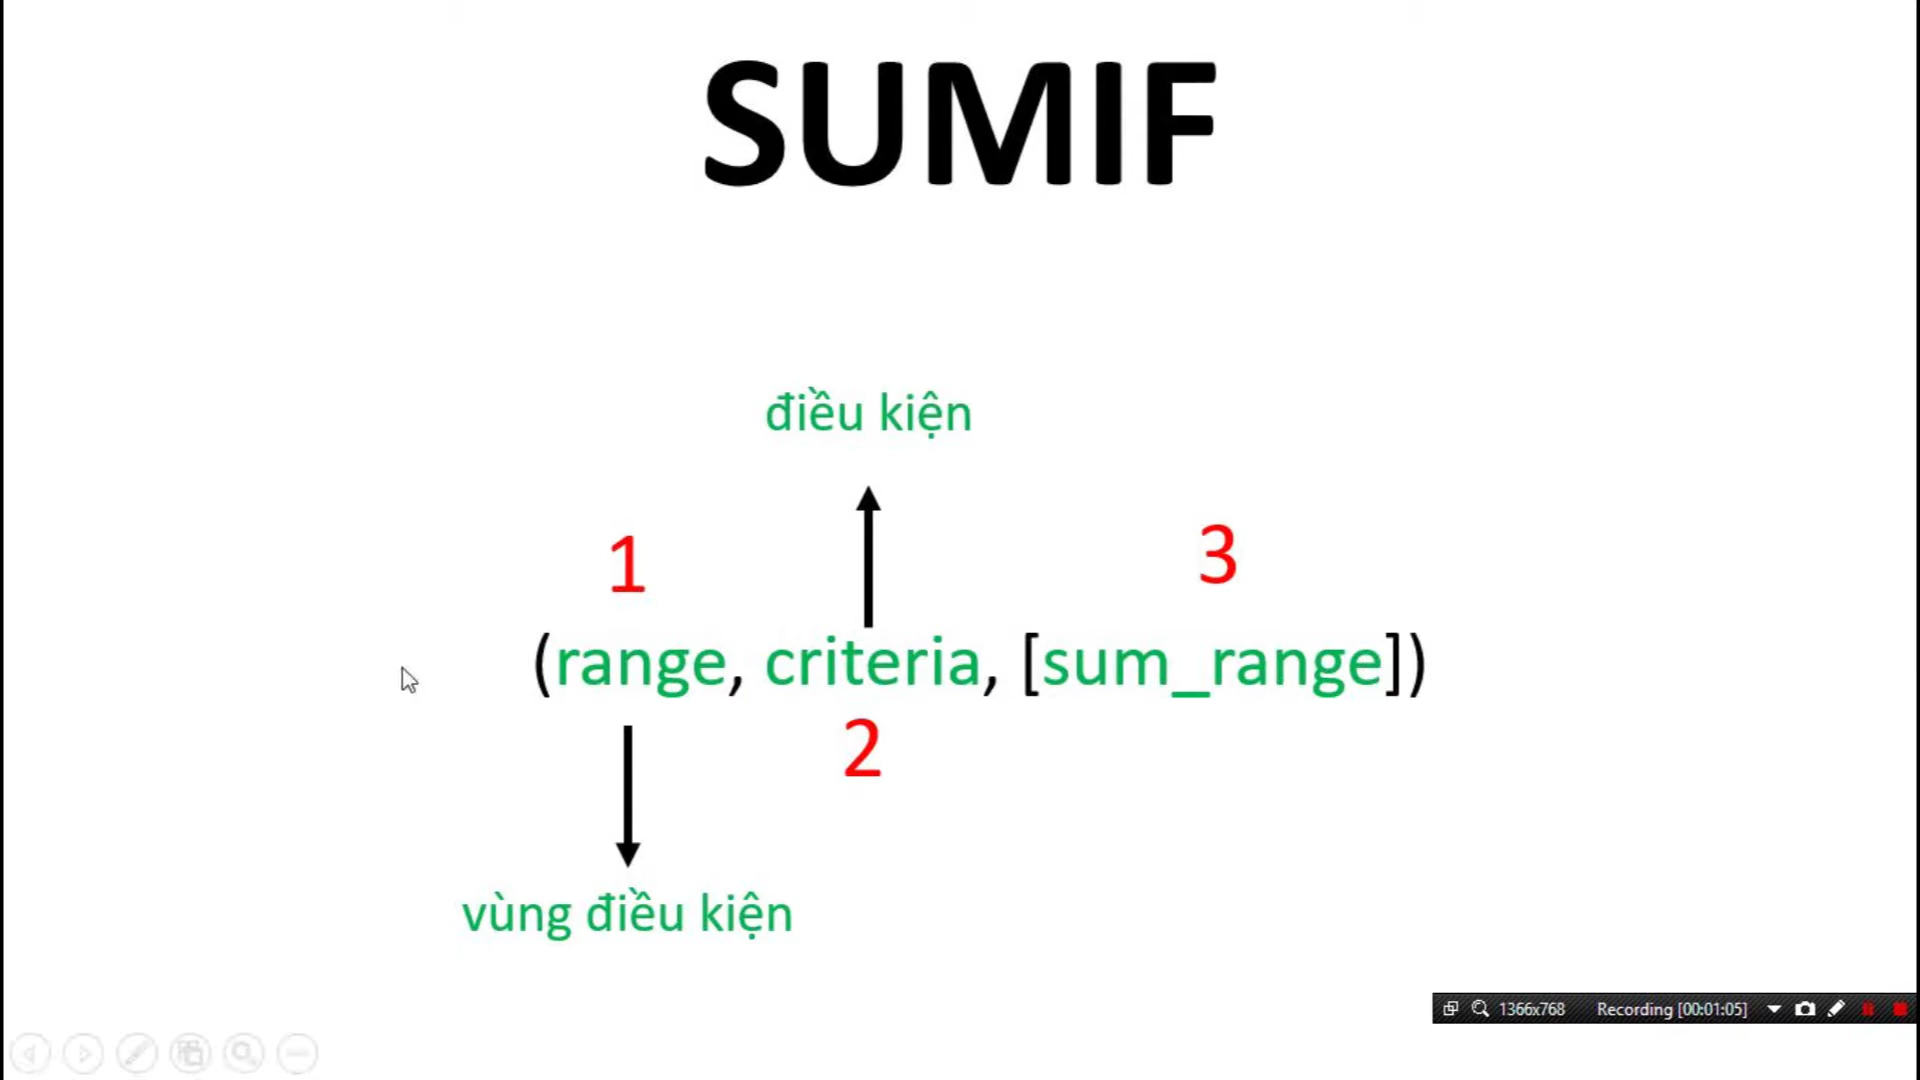 SUMIF
điều kiện
1
3
(range, criteria, [sum_range])
2
vùng điều kiện
1366x768 Recording [00:01:05]